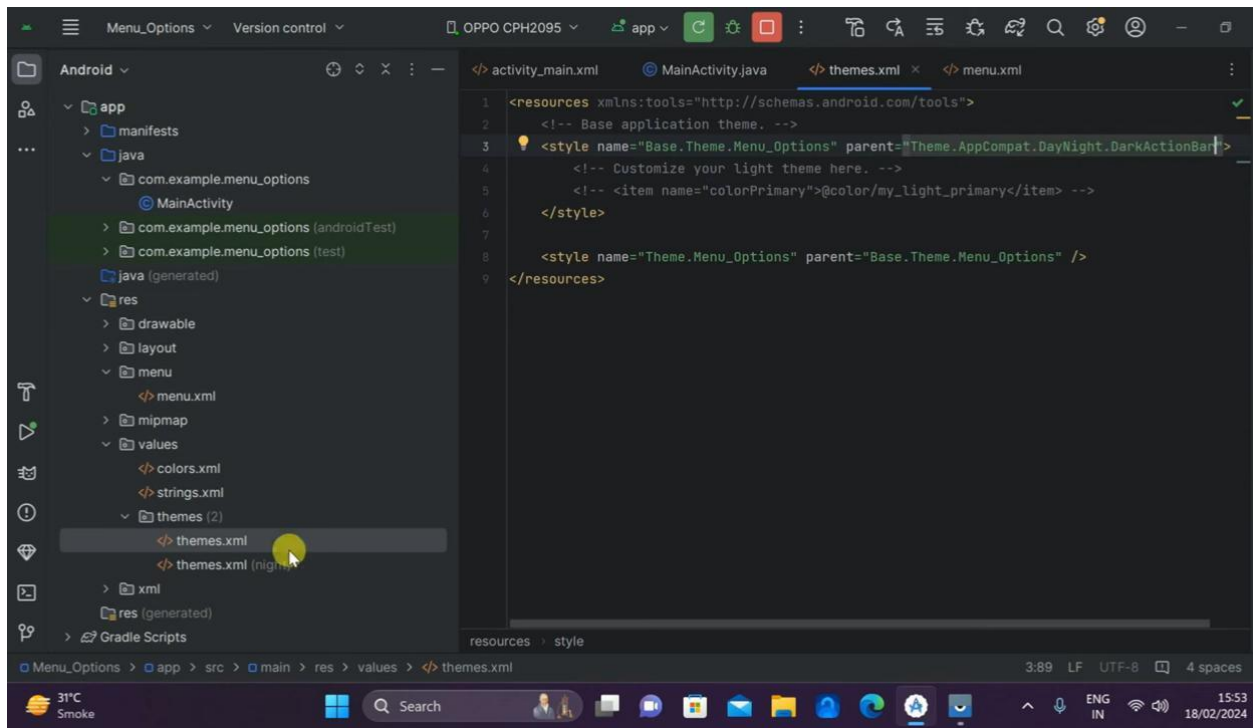 Menu_Options Version control OPPO CPH2095 app
Android
activity_main.xml MainActivity.java themes.xml menu.xml
app
manifests
java
com.example.menu_options
MainActivity
com.example.menu_options (androidTest)
com.example.menu_options (test)
java (generated)
res
drawable
layout
menu
menu.xml
mipmap
values
colors.xml
strings.xml
themes (2)
themes.xml
themes.xml
xml
res (generated)
Gradle Scripts
1 <resources xmlns:tools="http://schemas.android.com/tools">
2 <!-- Base application theme. -->
3 <style name="Base.Theme.Menu_Options" parent="Theme.AppCompat.DayNight.DarkActionBar">
4 <!-- Customize your light theme here. -->
5 <!-- <item name="colorPrimary">@color/my_light_primary</item> -->
6 </style>
7
8 <style name="Theme.Menu_Options" parent="Base.Theme.Menu_Options" />
9 </resources>
resources > style
Menu_Options > app > src > main > res > values > </> themes.xml 3:89 LF UTF-8 4 spaces
31°C
Smoke
Search
ENG
IN
15:53
18/02/2024